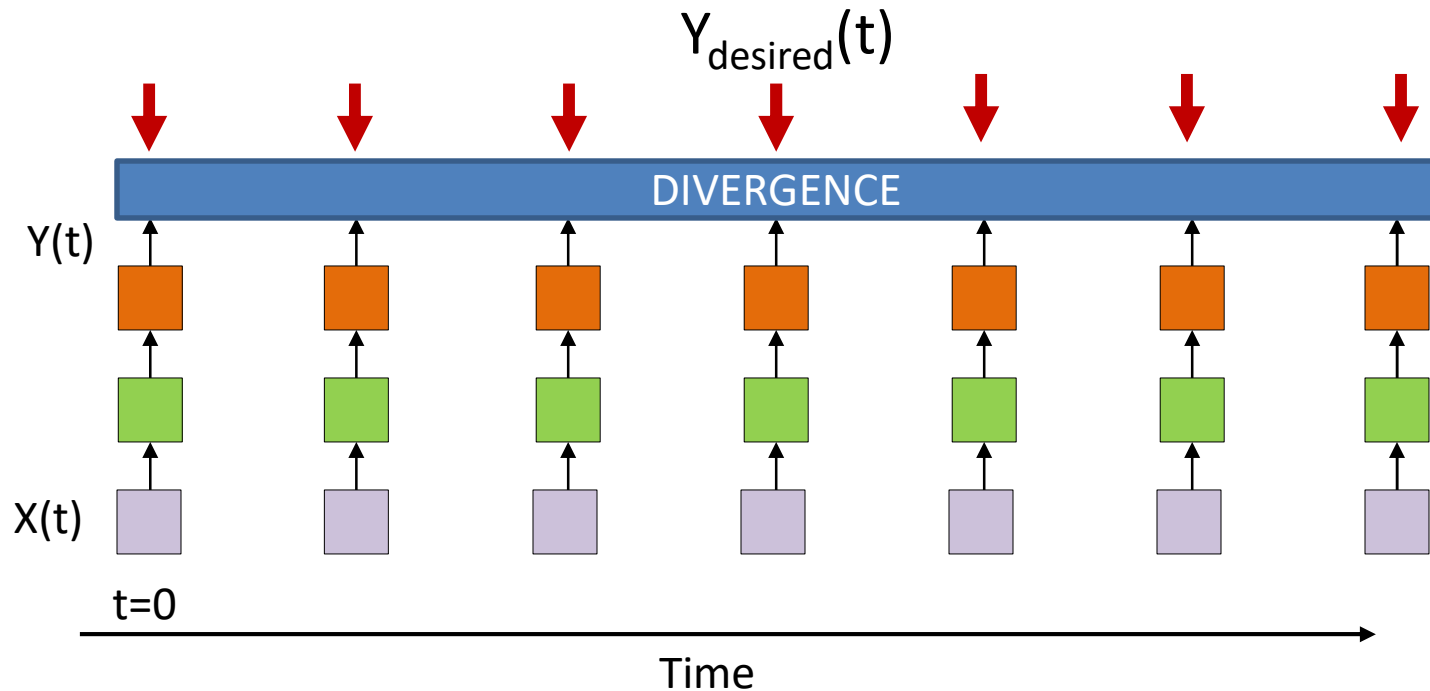 Y_desired(t)
DIVERGENCE
Y(t)
X(t)
t=0
Time